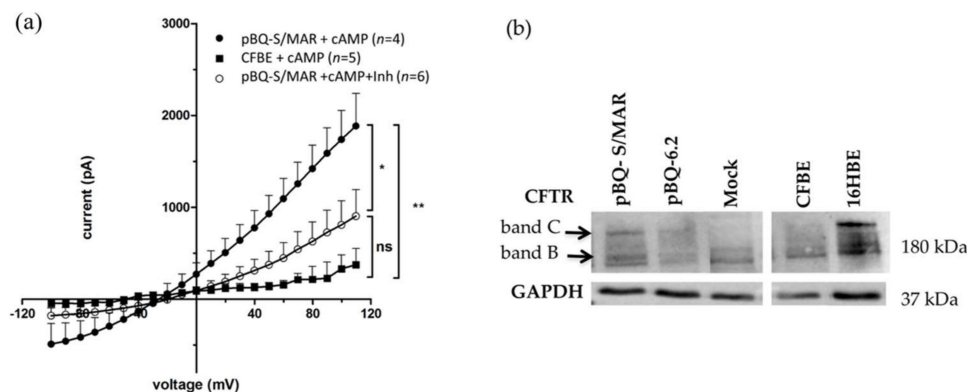 (a)
3000
2000
1000
current (pA)
pBQ-S/MAR + cAMP (n=4)
CFBE + cAMP (n=5)
pBQ-S/MAR +cAMP+Inh (n=6)
*
**
ns
-120
80
40
40
80
120
voltage (mV)
(b)
pBQ- S/MAR
pBQ-6.2
Mock
CFBE
16HBE
CFTR
band C
band B
180 kDa
GAPDH
37 kDa